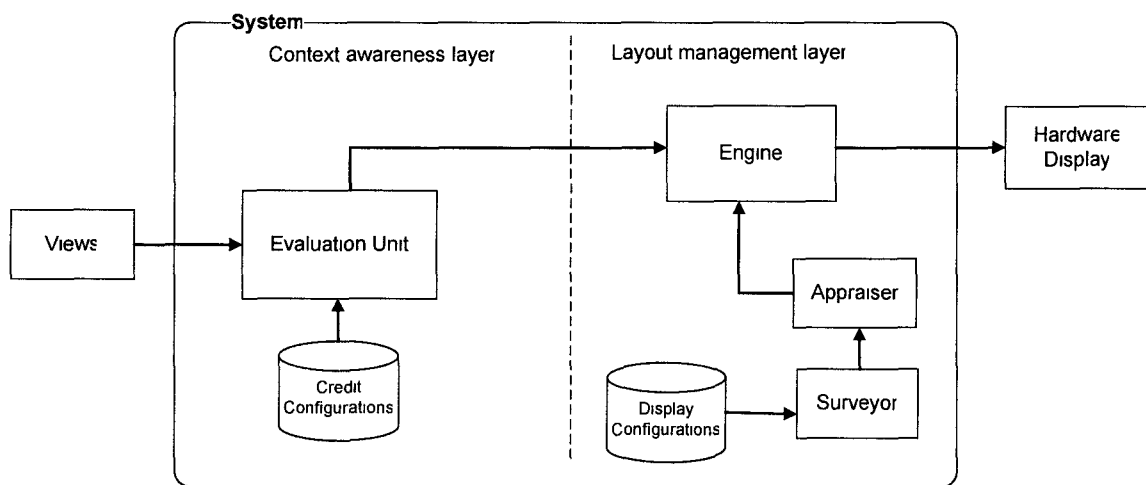 System
Context awareness layer
Layout management layer
Engine
Hardware
Display
Views
Evaluation Unit
Appraiser
Credit
Configurations
Display
Configurations
Surveyor